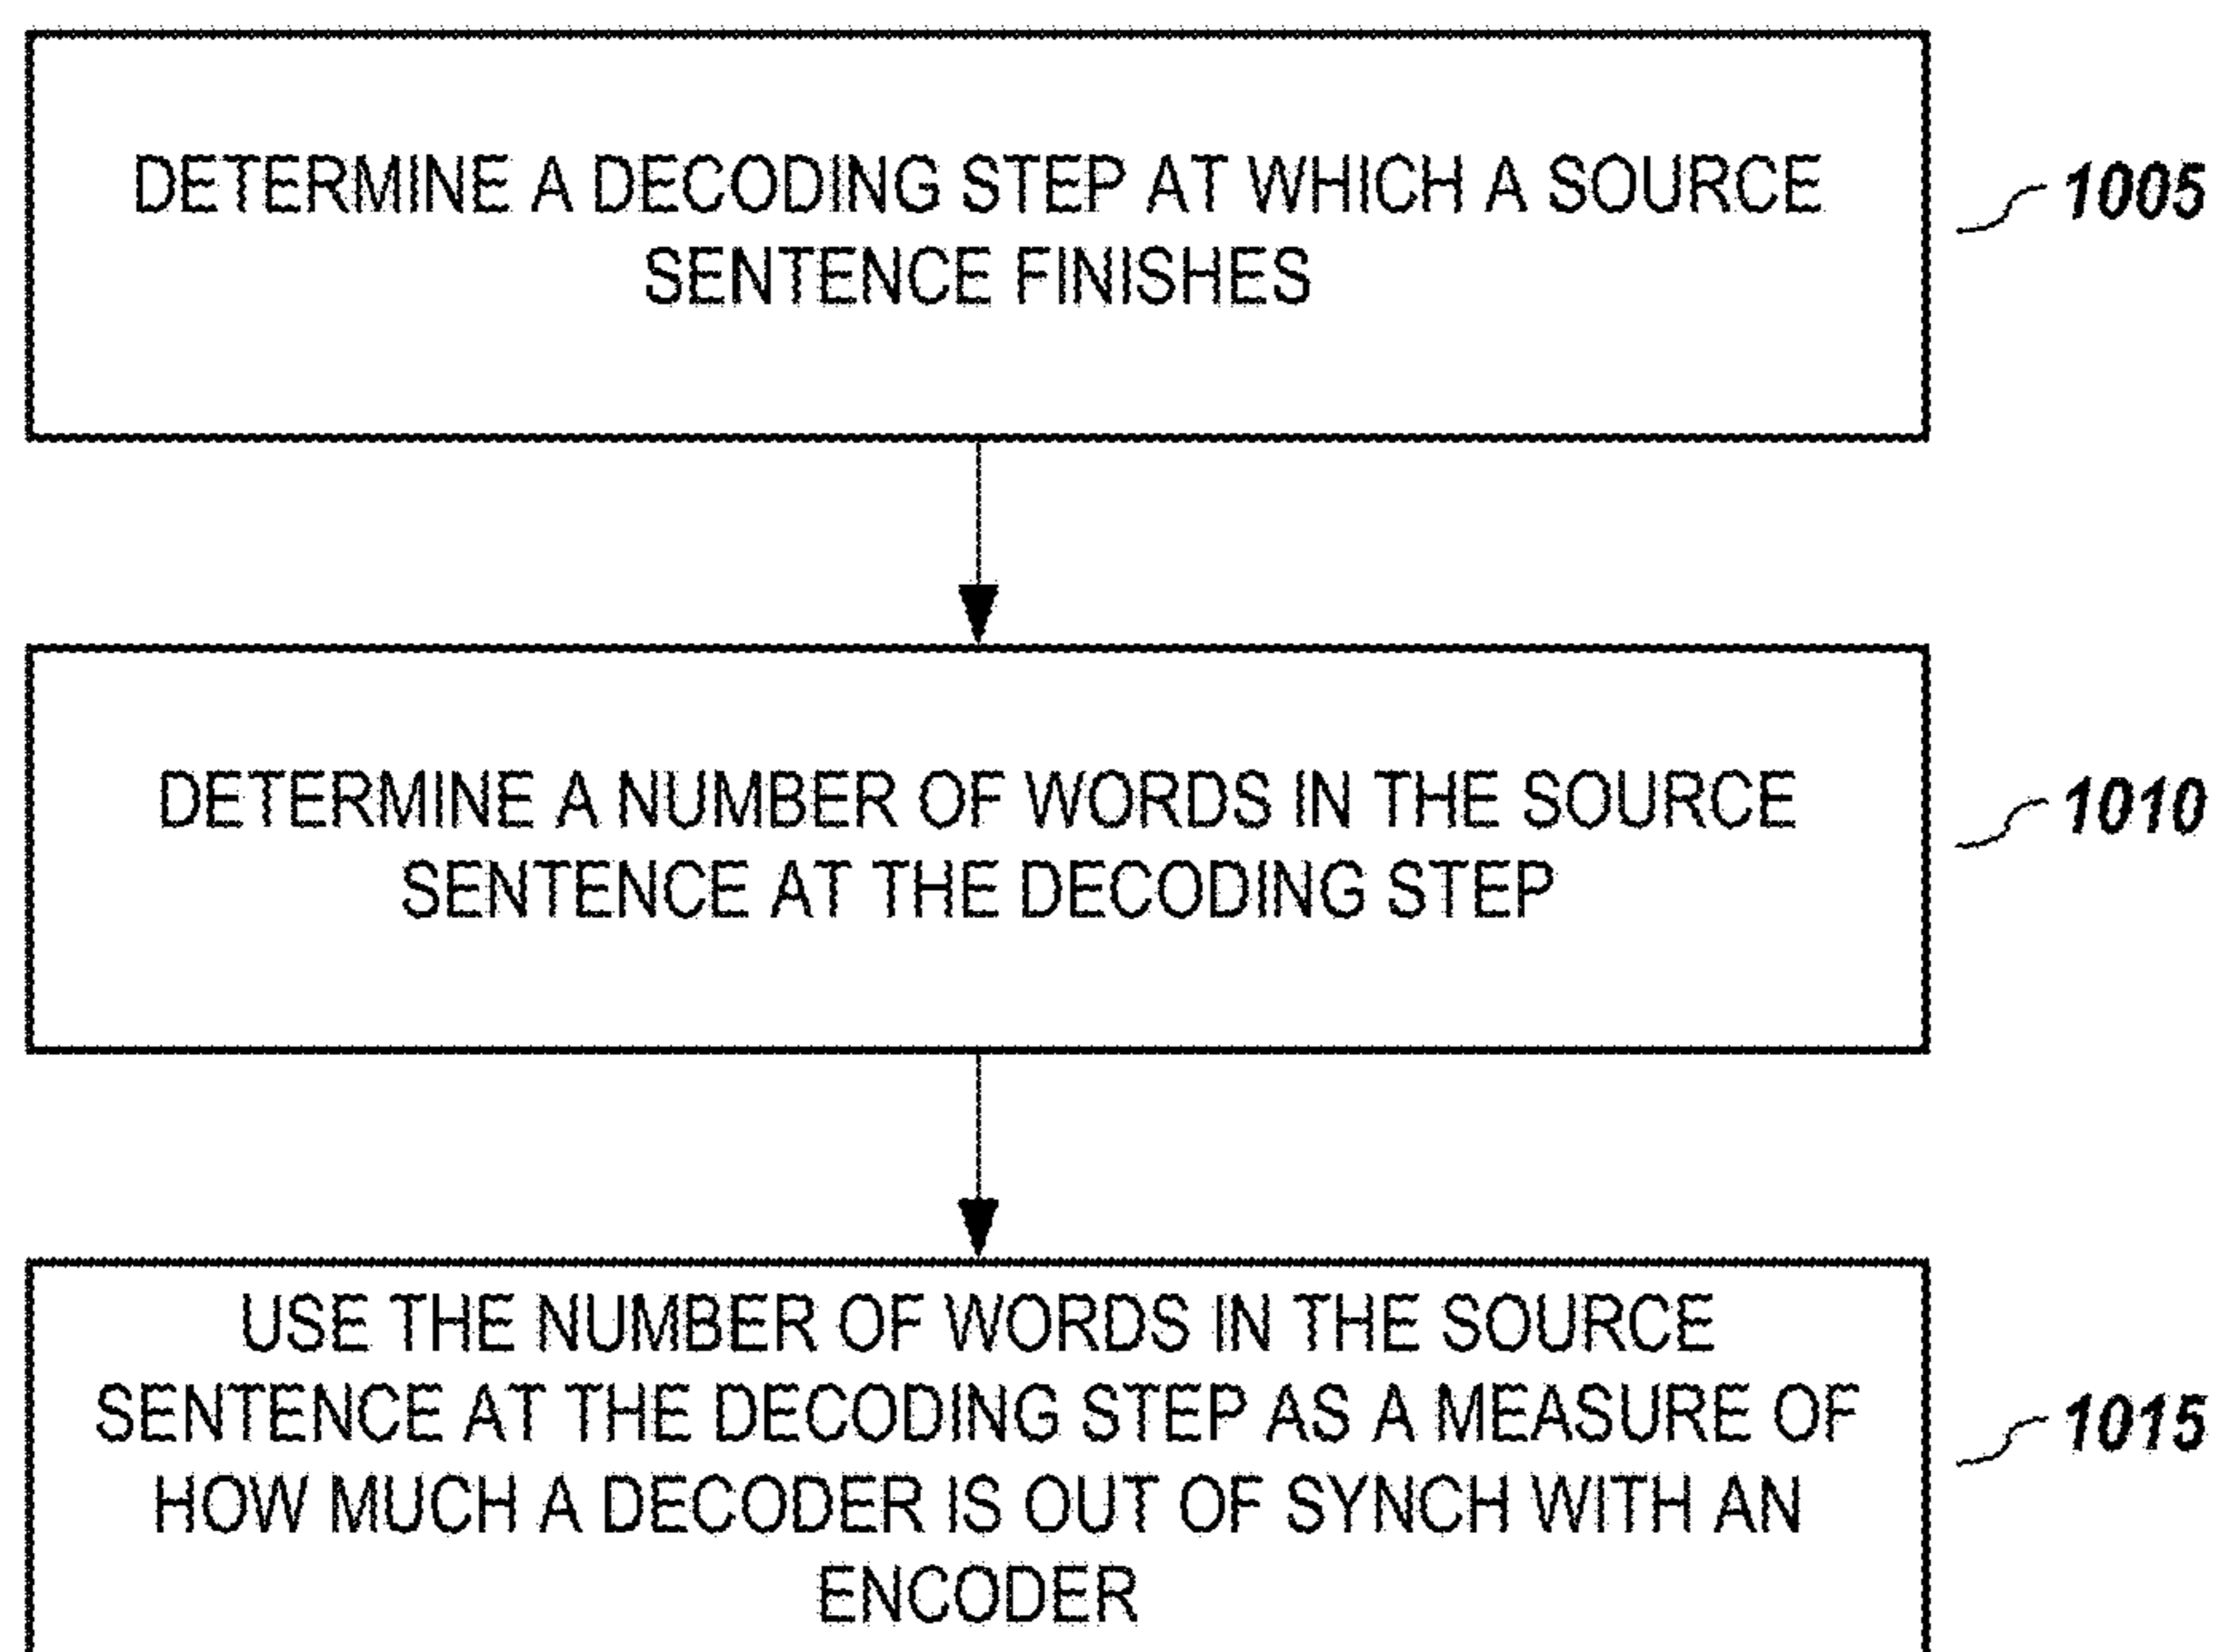 DETERMINE A DECODING STEP AT WHICH A SOURCE
SENTENCE FINISHES
1005
DETERMINE A NUMBER OF WORDS IN THE SOURCE
SENTENCE AT THE DECODING STEP
1010
USE THE NUMBER OF WORDS IN THE SOURCE
SENTENCE AT THE DECODING STEP AS A MEASURE OF
HOW MUCH A DECODER IS OUT OF SYNCH WITH AN
ENCODER
1015